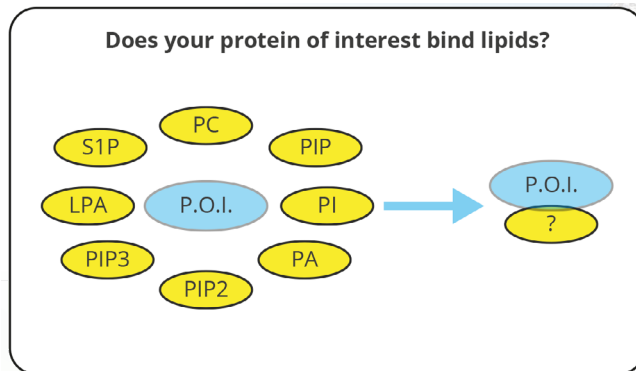 Does your protein of interest bind lipids?
PC
S1P
PIP
LPA
P.O.I.
PI
P.O.I.
?
PIP3
PA
PIP2